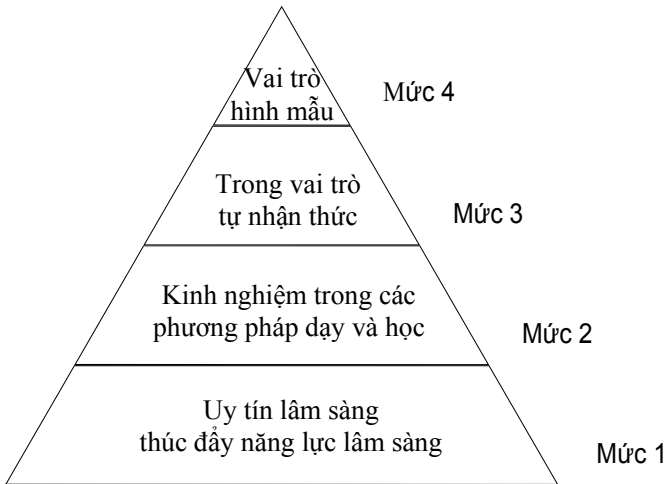 Vai trò
hình mẫu
Mức 4
Trong vai trò
tự nhận thức
Mức 3
Kinh nghiệm trong các
phương pháp dạy và học
Mức 2
Uy tín lâm sàng
thúc đẩy năng lực lâm sàng
Mức 1